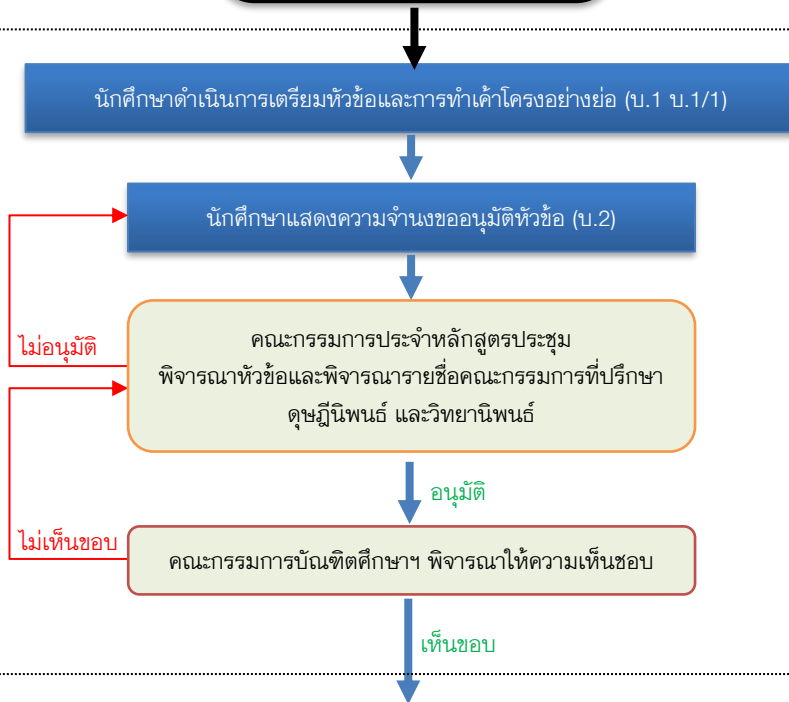 นักศึกษาดำเนินการเตรียมหัวข้อและการทำเค้าโครงอย่างย่อ (บ.1 บ.1/1)
นักศึกษาแสดงความจำนงขออนุมัติหัวข้อ (บ.2)
ไม่อนุมัติ
คณะกรรมการประจำหลักสูตรประชุม
พิจารณาหัวข้อและพิจารณารายชื่อคณะกรรมการที่ปรึกษา
ดุษฎีนิพนธ์ และวิทยานิพนธ์
อนุมัติ
ไม่เห็นขอบ
คณะกรรมการบัณฑิตศึกษาฯ พิจารณาให้ความเห็นชอบ
เห็นขอบ